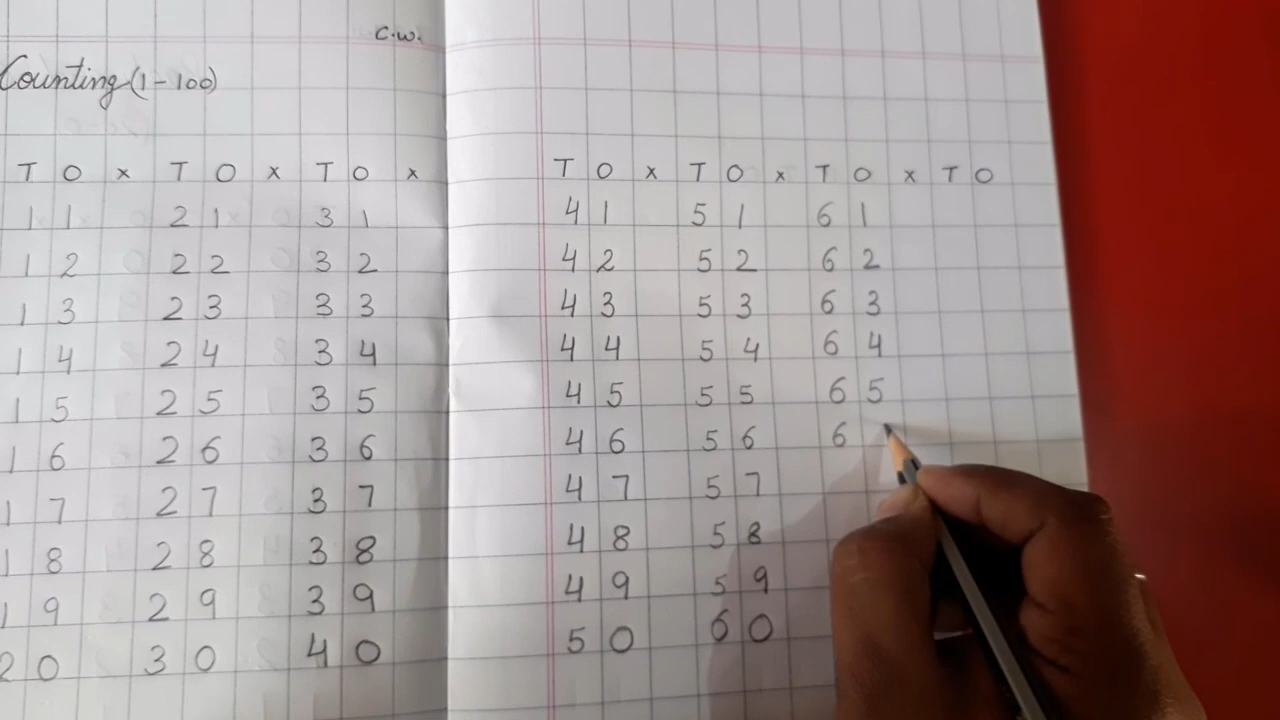 C.W.
Counting (1-100)
T O x T O x T O x T O x T O x T O x T O
1 1 2 1 3 1 4 1 5 1 6 1
1 2 2 2 3 2 4 2 5 2 6 2
1 3 2 3 3 3 4 3 5 3 6 3
1 4 2 4 3 4 4 4 5 4 6 4
1 5 2 5 3 5 4 5 5 5 6 5
1 6 2 6 3 6 4 6 5 6 6
1 7 2 7 3 7 4 7 5 7
1 8 2 8 3 8 4 8 5 8
1 9 2 9 3 9 4 9 5 9
2 0 3 0 4 0 5 0 6 0